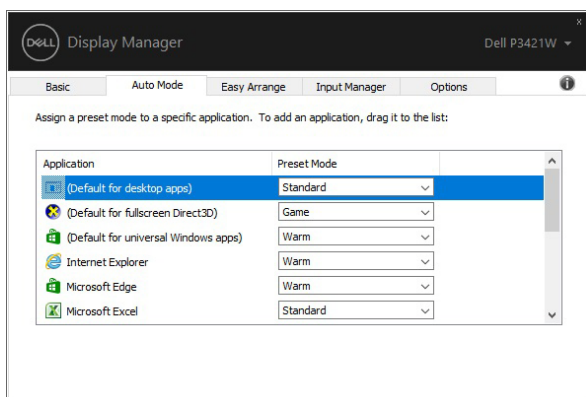 x
DELL Display Manager Dell P3421W
Basic Auto Mode Easy Arrange Input Manager Options i
Assign a preset mode to a specific application. To add an application, drag it to the list:
Application Preset Mode
(Default for desktop apps) Standard
(Default for fullscreen Direct3D) Game
(Default for universal Windows apps) Warm
Internet Explorer Warm
Microsoft Edge Warm
Microsoft Excel Standard